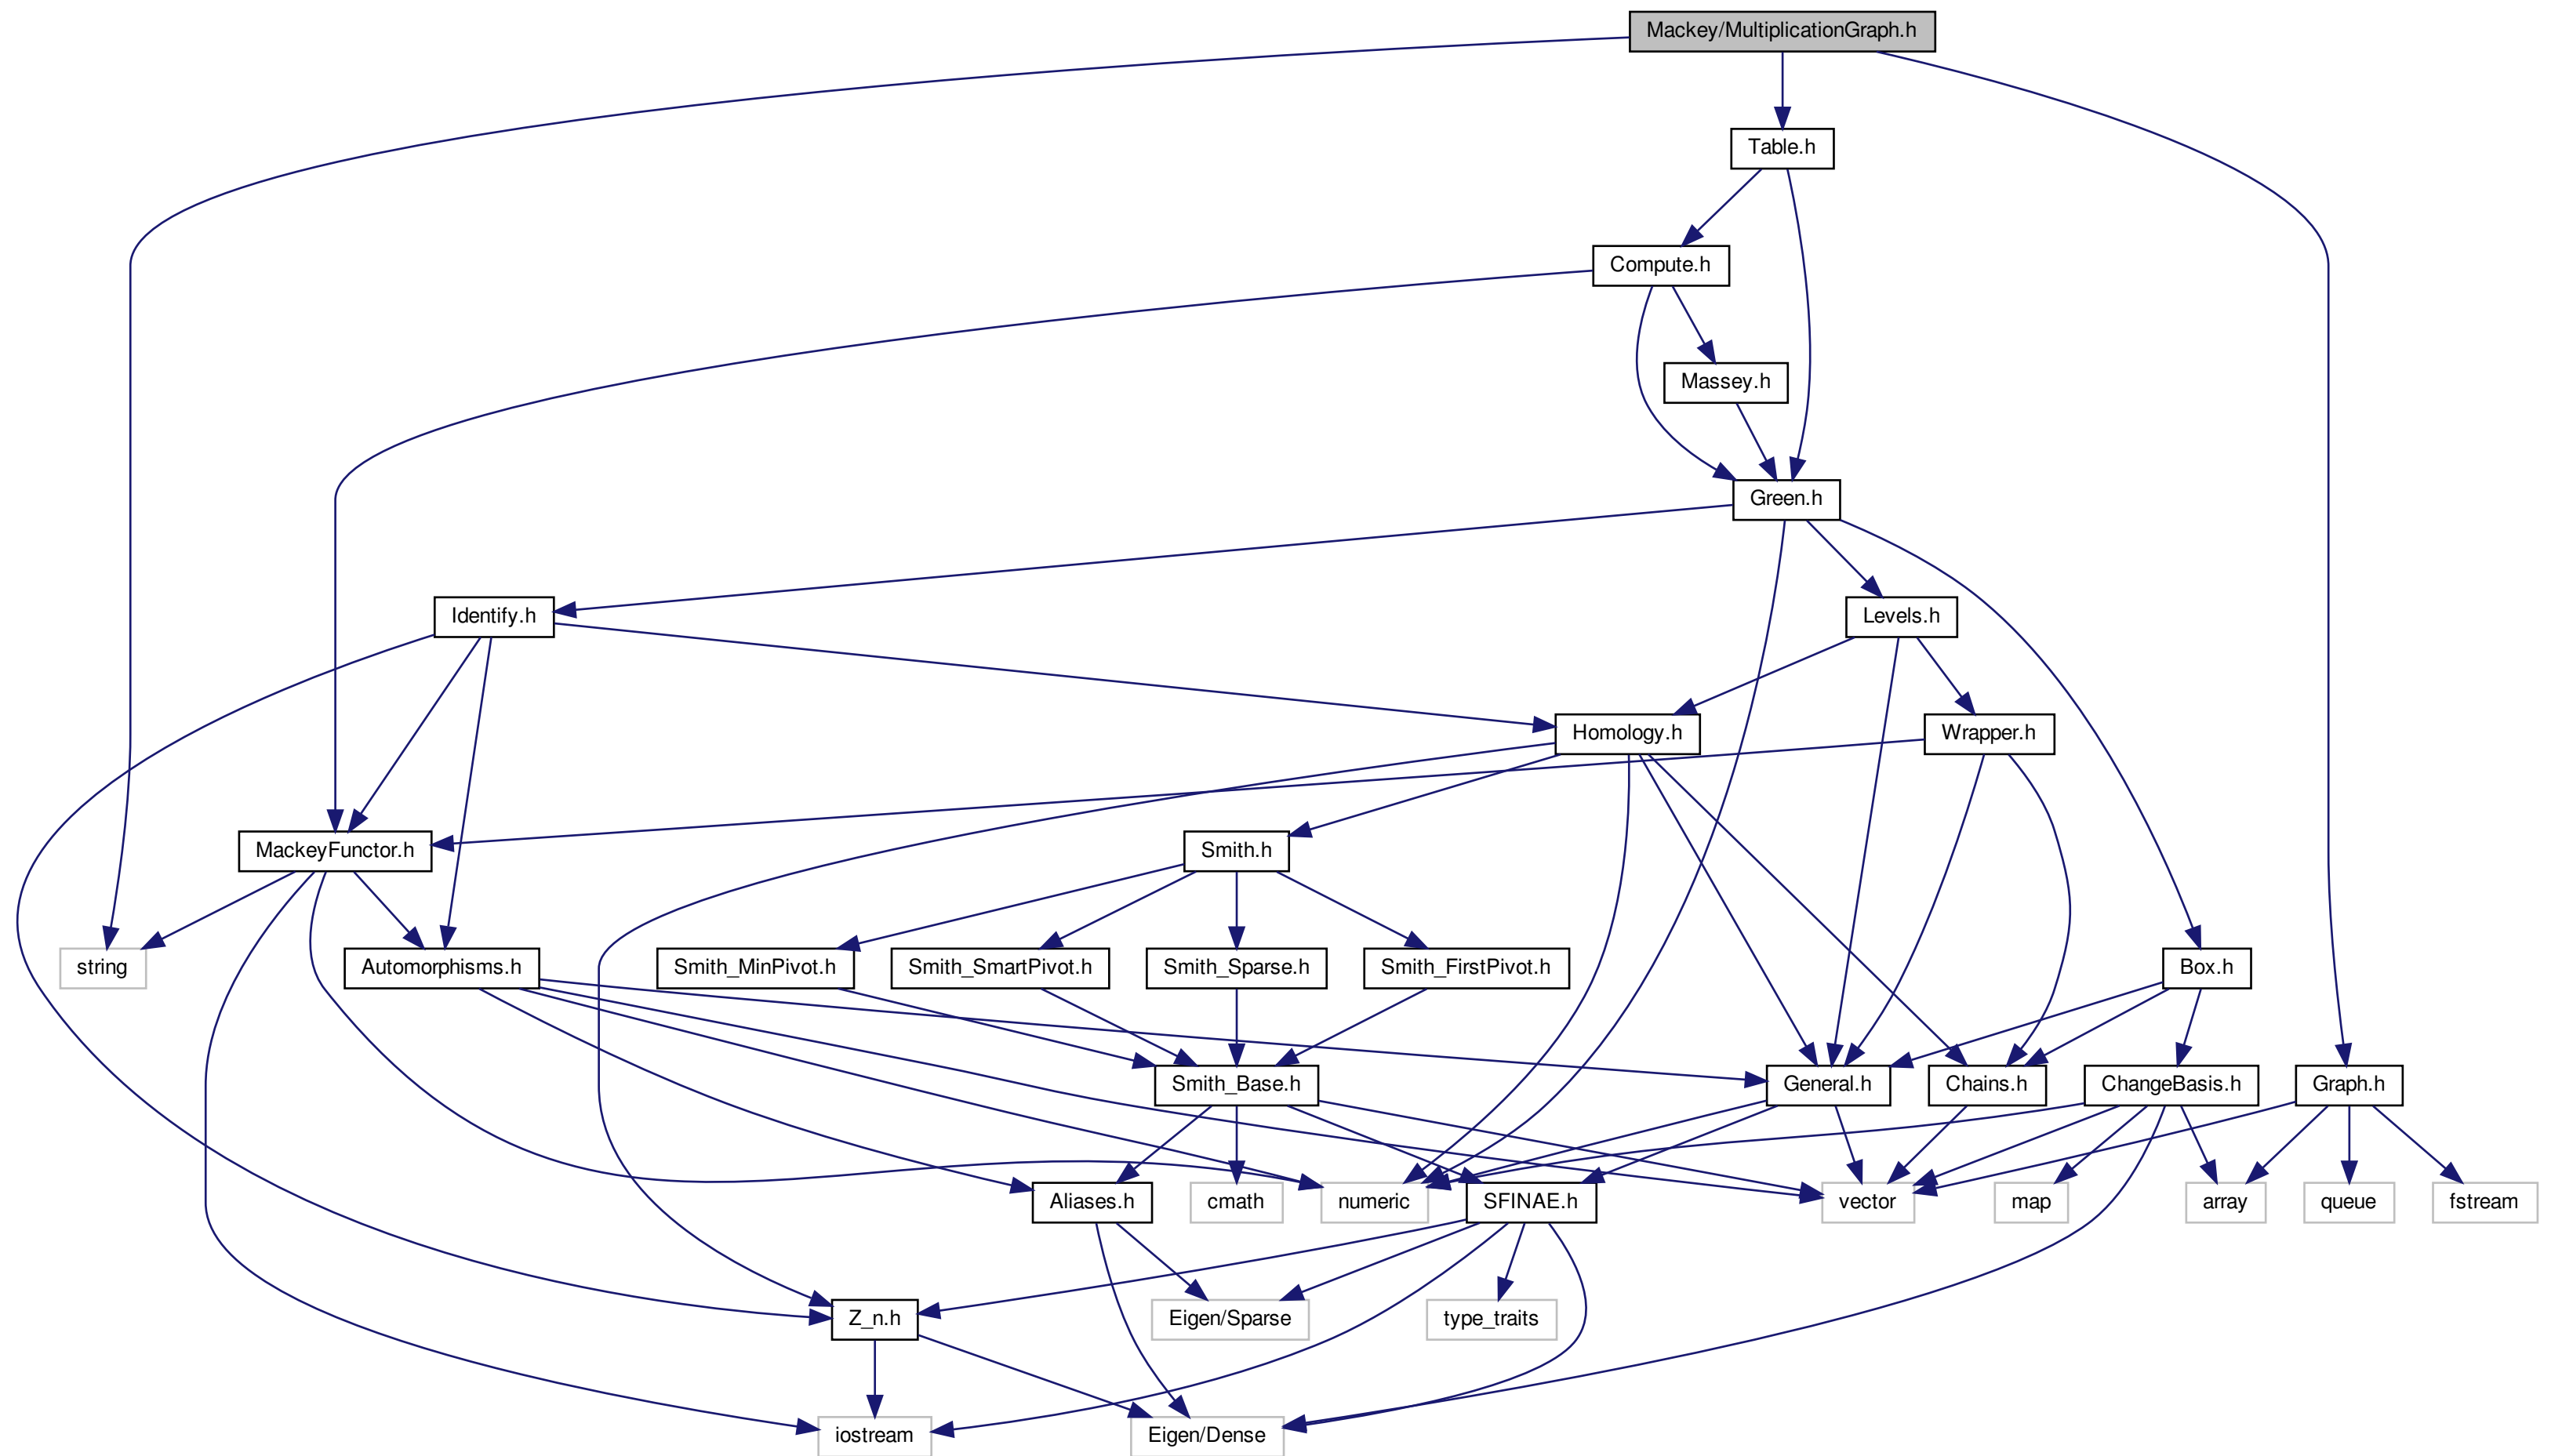 Mackey/MultiplicationGraph.h
Table.h
Compute.h
Massey.h
Green.h
Identify.h
Levels.h
Homology.h
Wrapper.h
MackeyFunctor.h
Smith.h
string
Automorphisms.h
Smith_MinPivot.h
Smith_SmartPivot.h
Smith_Sparse.h
Smith_FirstPivot.h
Box.h
Smith_Base.h
General.h
Chains.h
ChangeBasis.h
Graph.h
Aliases.h
cmath
numeric
SFINAE.h
vector
map
array
queue
fstream
Z_n.h
Eigen/Sparse
type_traits
iostream
Eigen/Dense